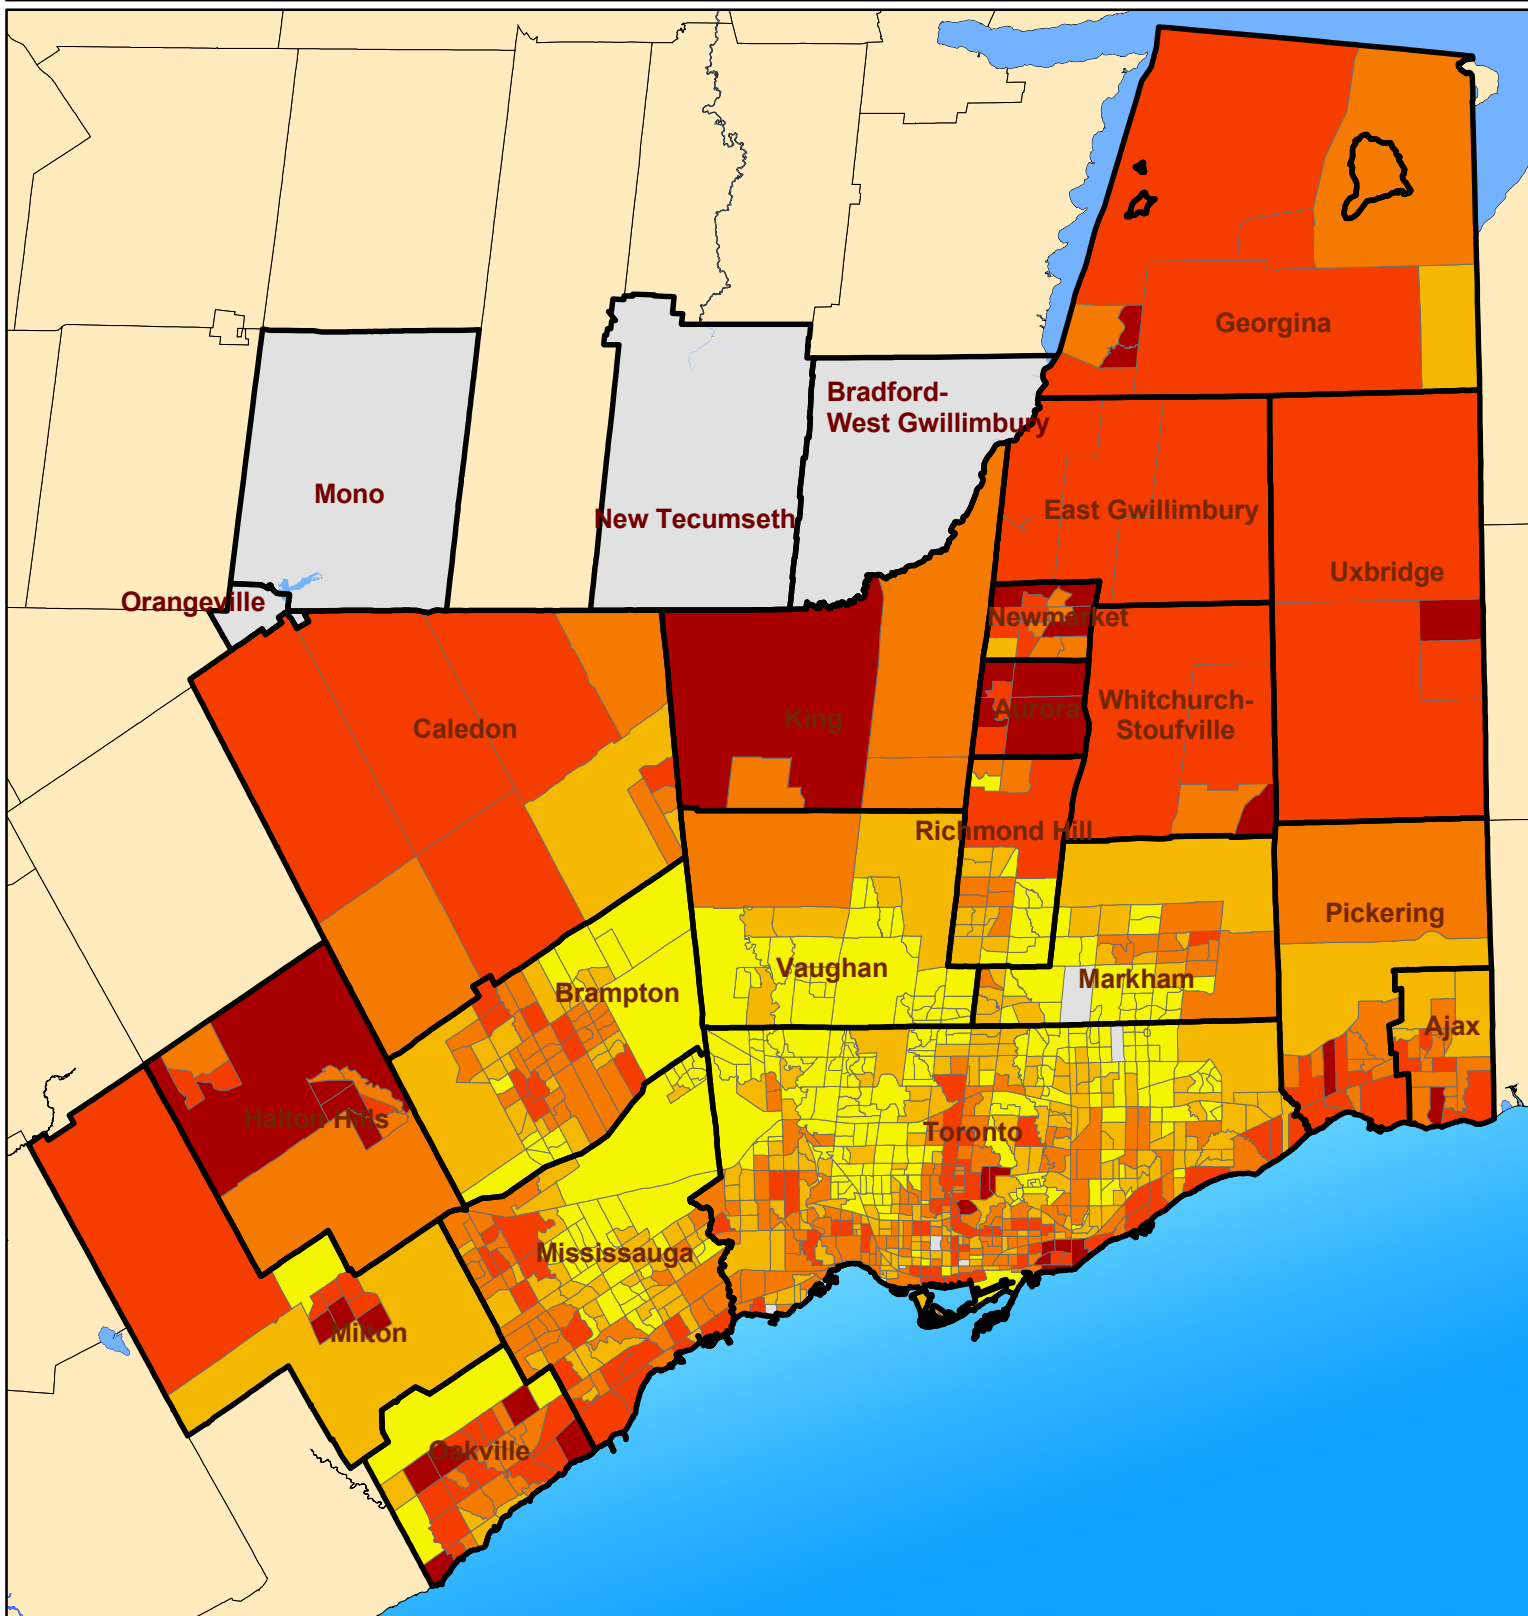 Georgina
Bradford-
West Gwillimbury
Mono
New Tecumseth
East Gwillimbury
Uxbridge
Orangeville
Newmarket
Caledon
King
Aurora
Whitchurch-
Stoufville
Richmond Hill
Pickering
Vaughan
Markham
Brampton
Ajax
Halton Hills
Toronto
Mississauga
Milton
Oakville